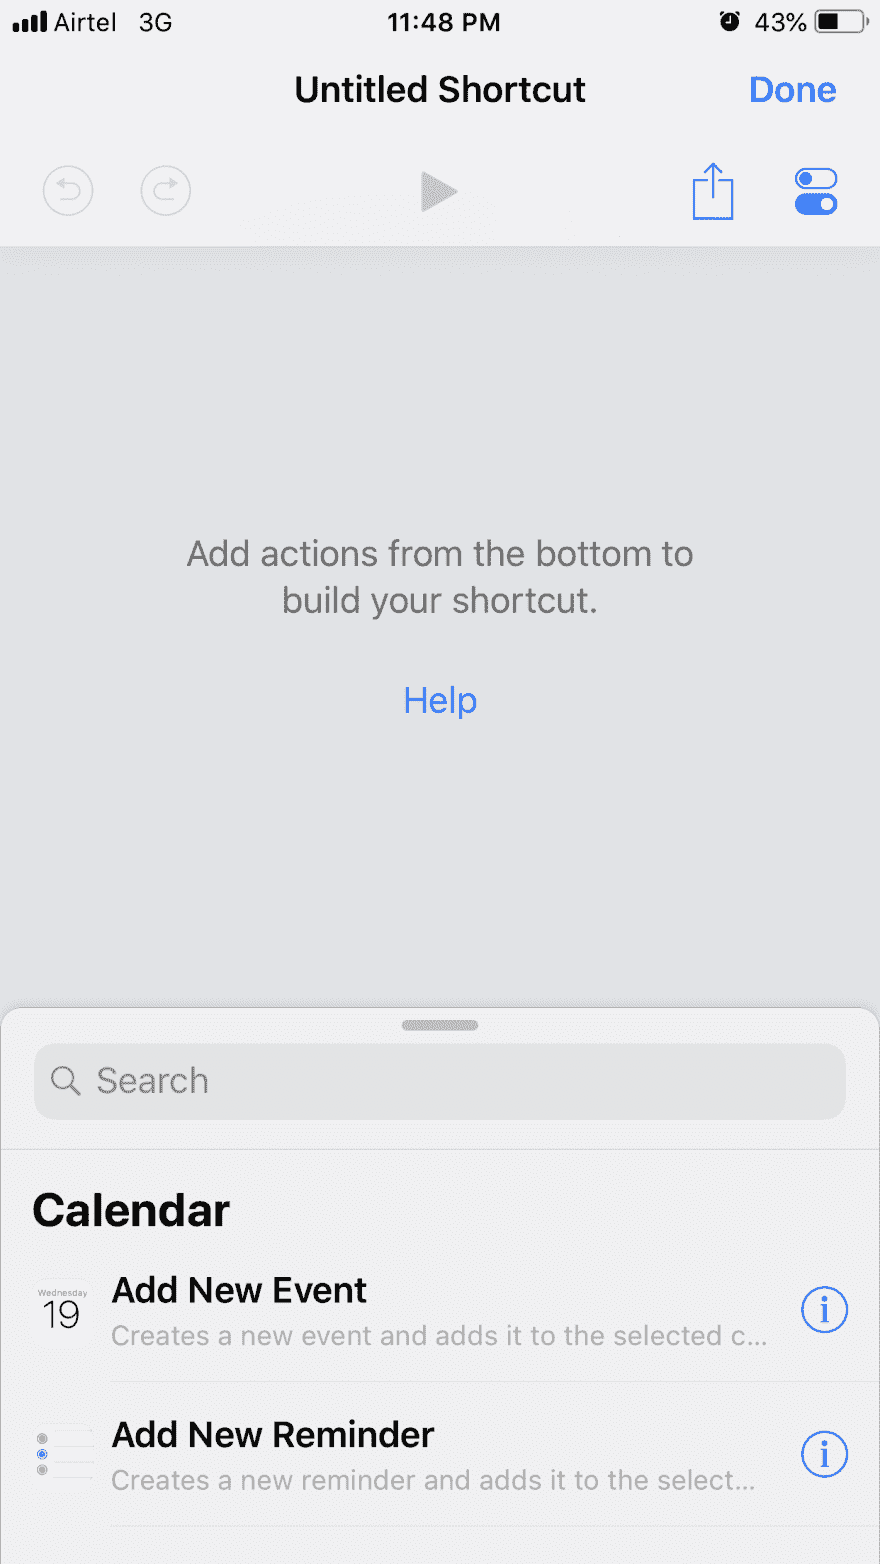 Airtel 3G 11:48 PM 43%
Untitled Shortcut Done
Add actions from the bottom to
build your shortcut.
Help
Search
Calendar
Wednesday
19
Add New Event
Creates a new event and adds it to the selected c...
Add New Reminder
Creates a new reminder and adds it to the select...